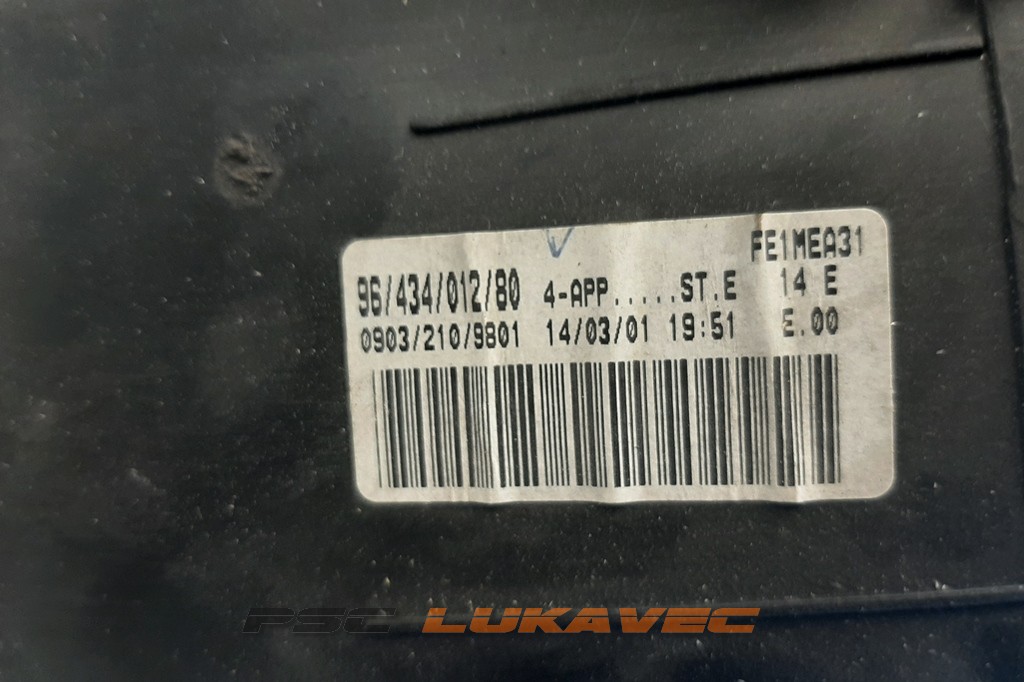 FE1MEA31
96/434/012/80 4-APP.....ST.E 14 E
0903/210/9801 14/03/01 19:51 E.00
PSC LUKAVEC